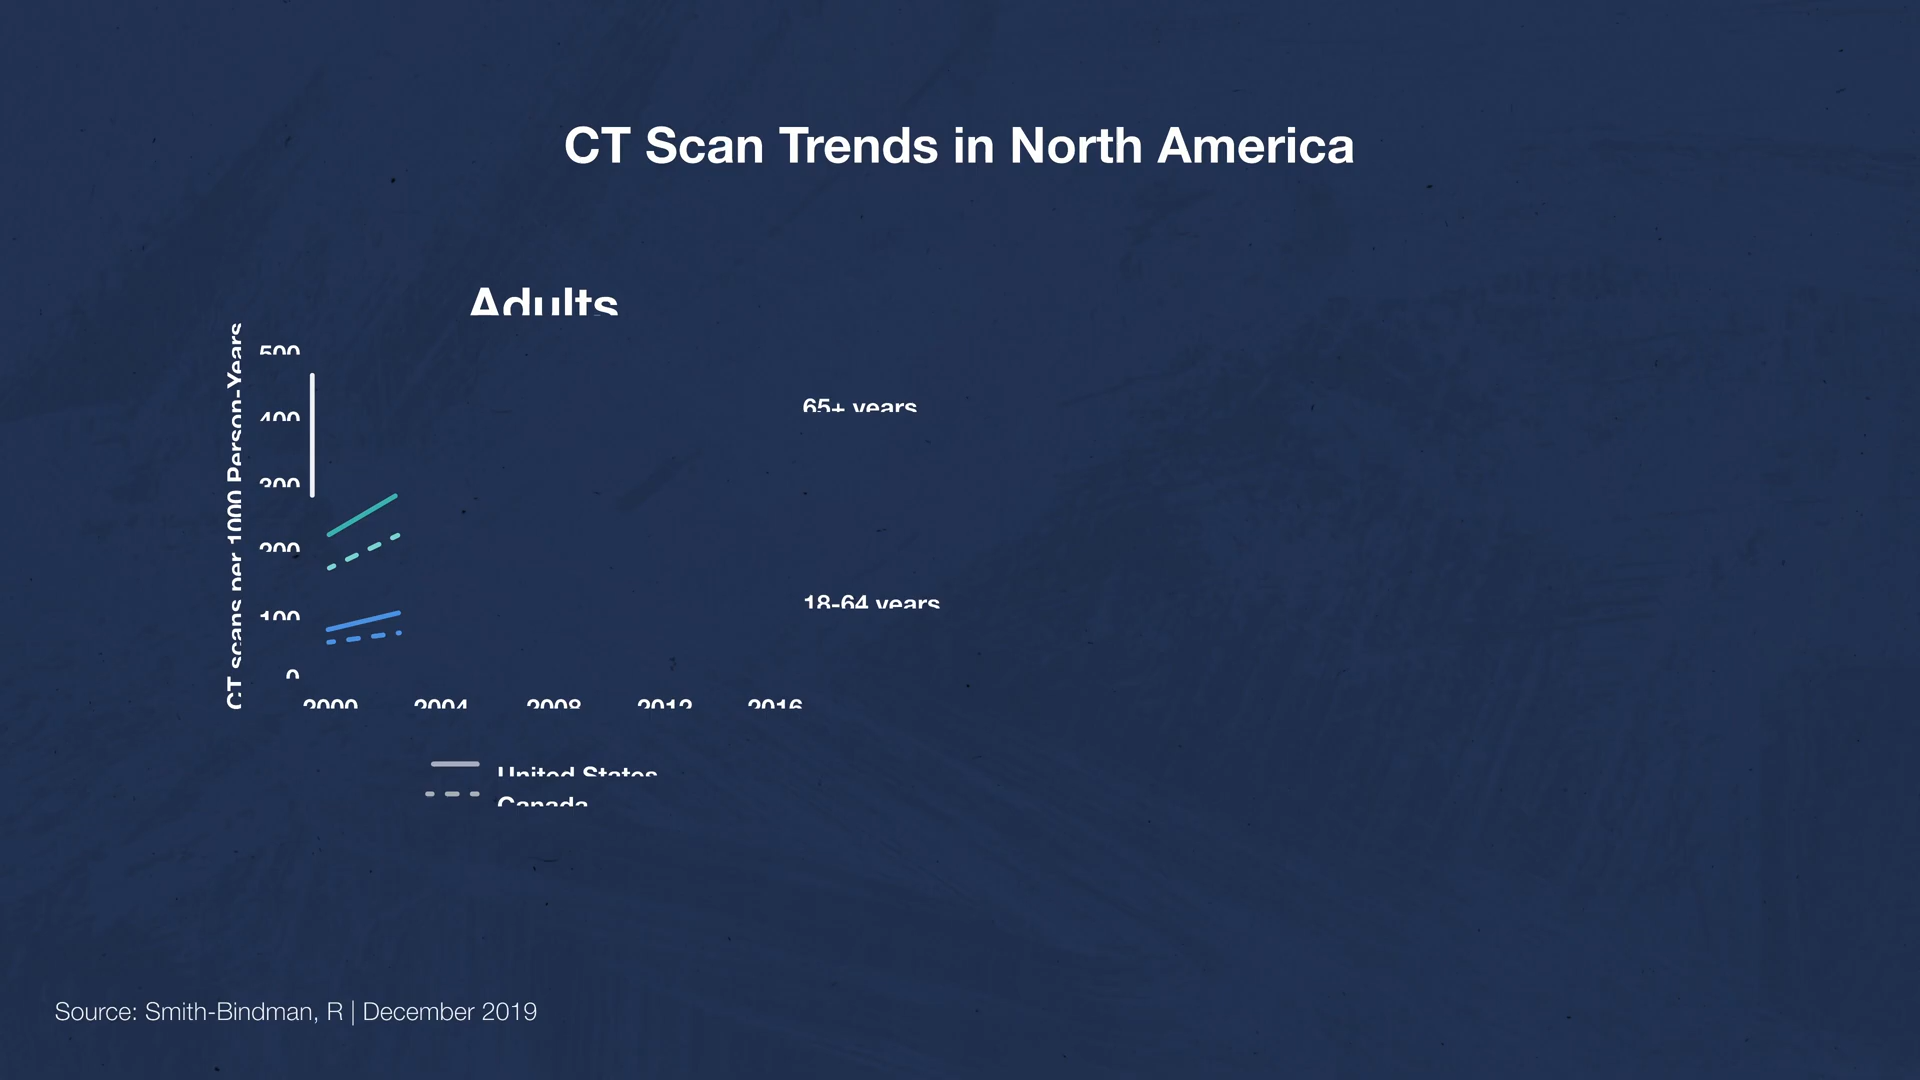 CT Scan Trends in North America
Adults
CT scans per 1000 Person-Years
500
400
300
200
100
0
65+ years
18-64 years
2000 2004 2008 2012 2016
United States
Canada
Source: Smith-Bindman, R | December 2019